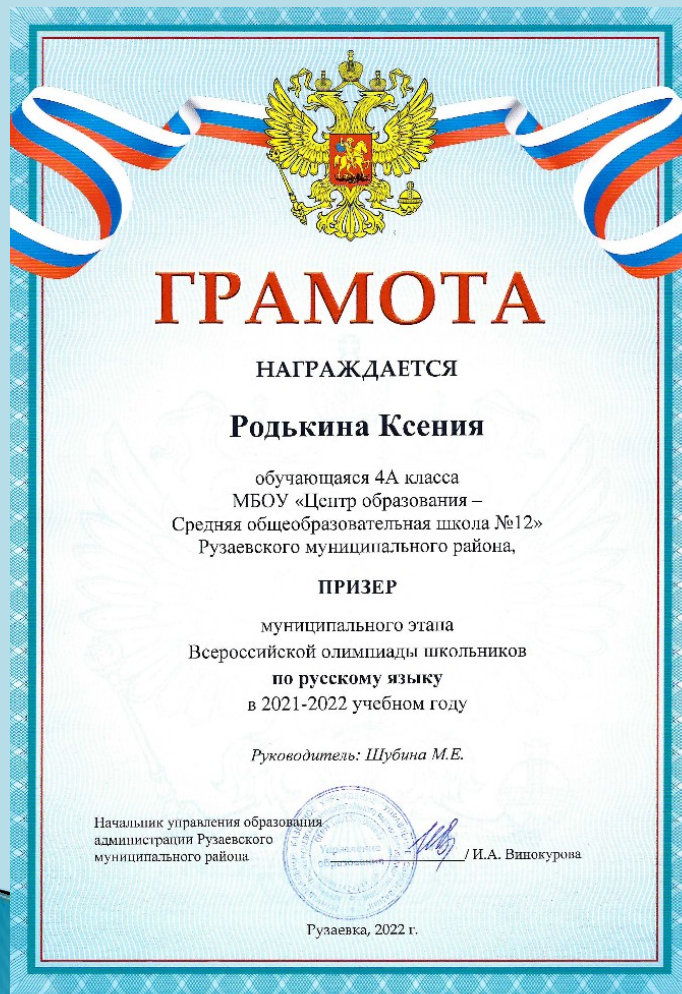 ГРАМОТА
НАГРАЖДАЕТСЯ
Родькина Ксения
обучающаяся 4А класса
МБОУ «Центр образования –
Средняя общеобразовательная школа №12»
Рузаевского муниципального района,
ПРИЗЕР
муниципального этапа
Всероссийской олимпиады школьников
по русскому языку
в 2021-2022 учебном году
Руководитель: Шубина М.Е.
Начальник управления образования
администрации Рузаевского
муниципального района / И.А. Винокурова
Управление
образования
Рузаевка, 2022 г.